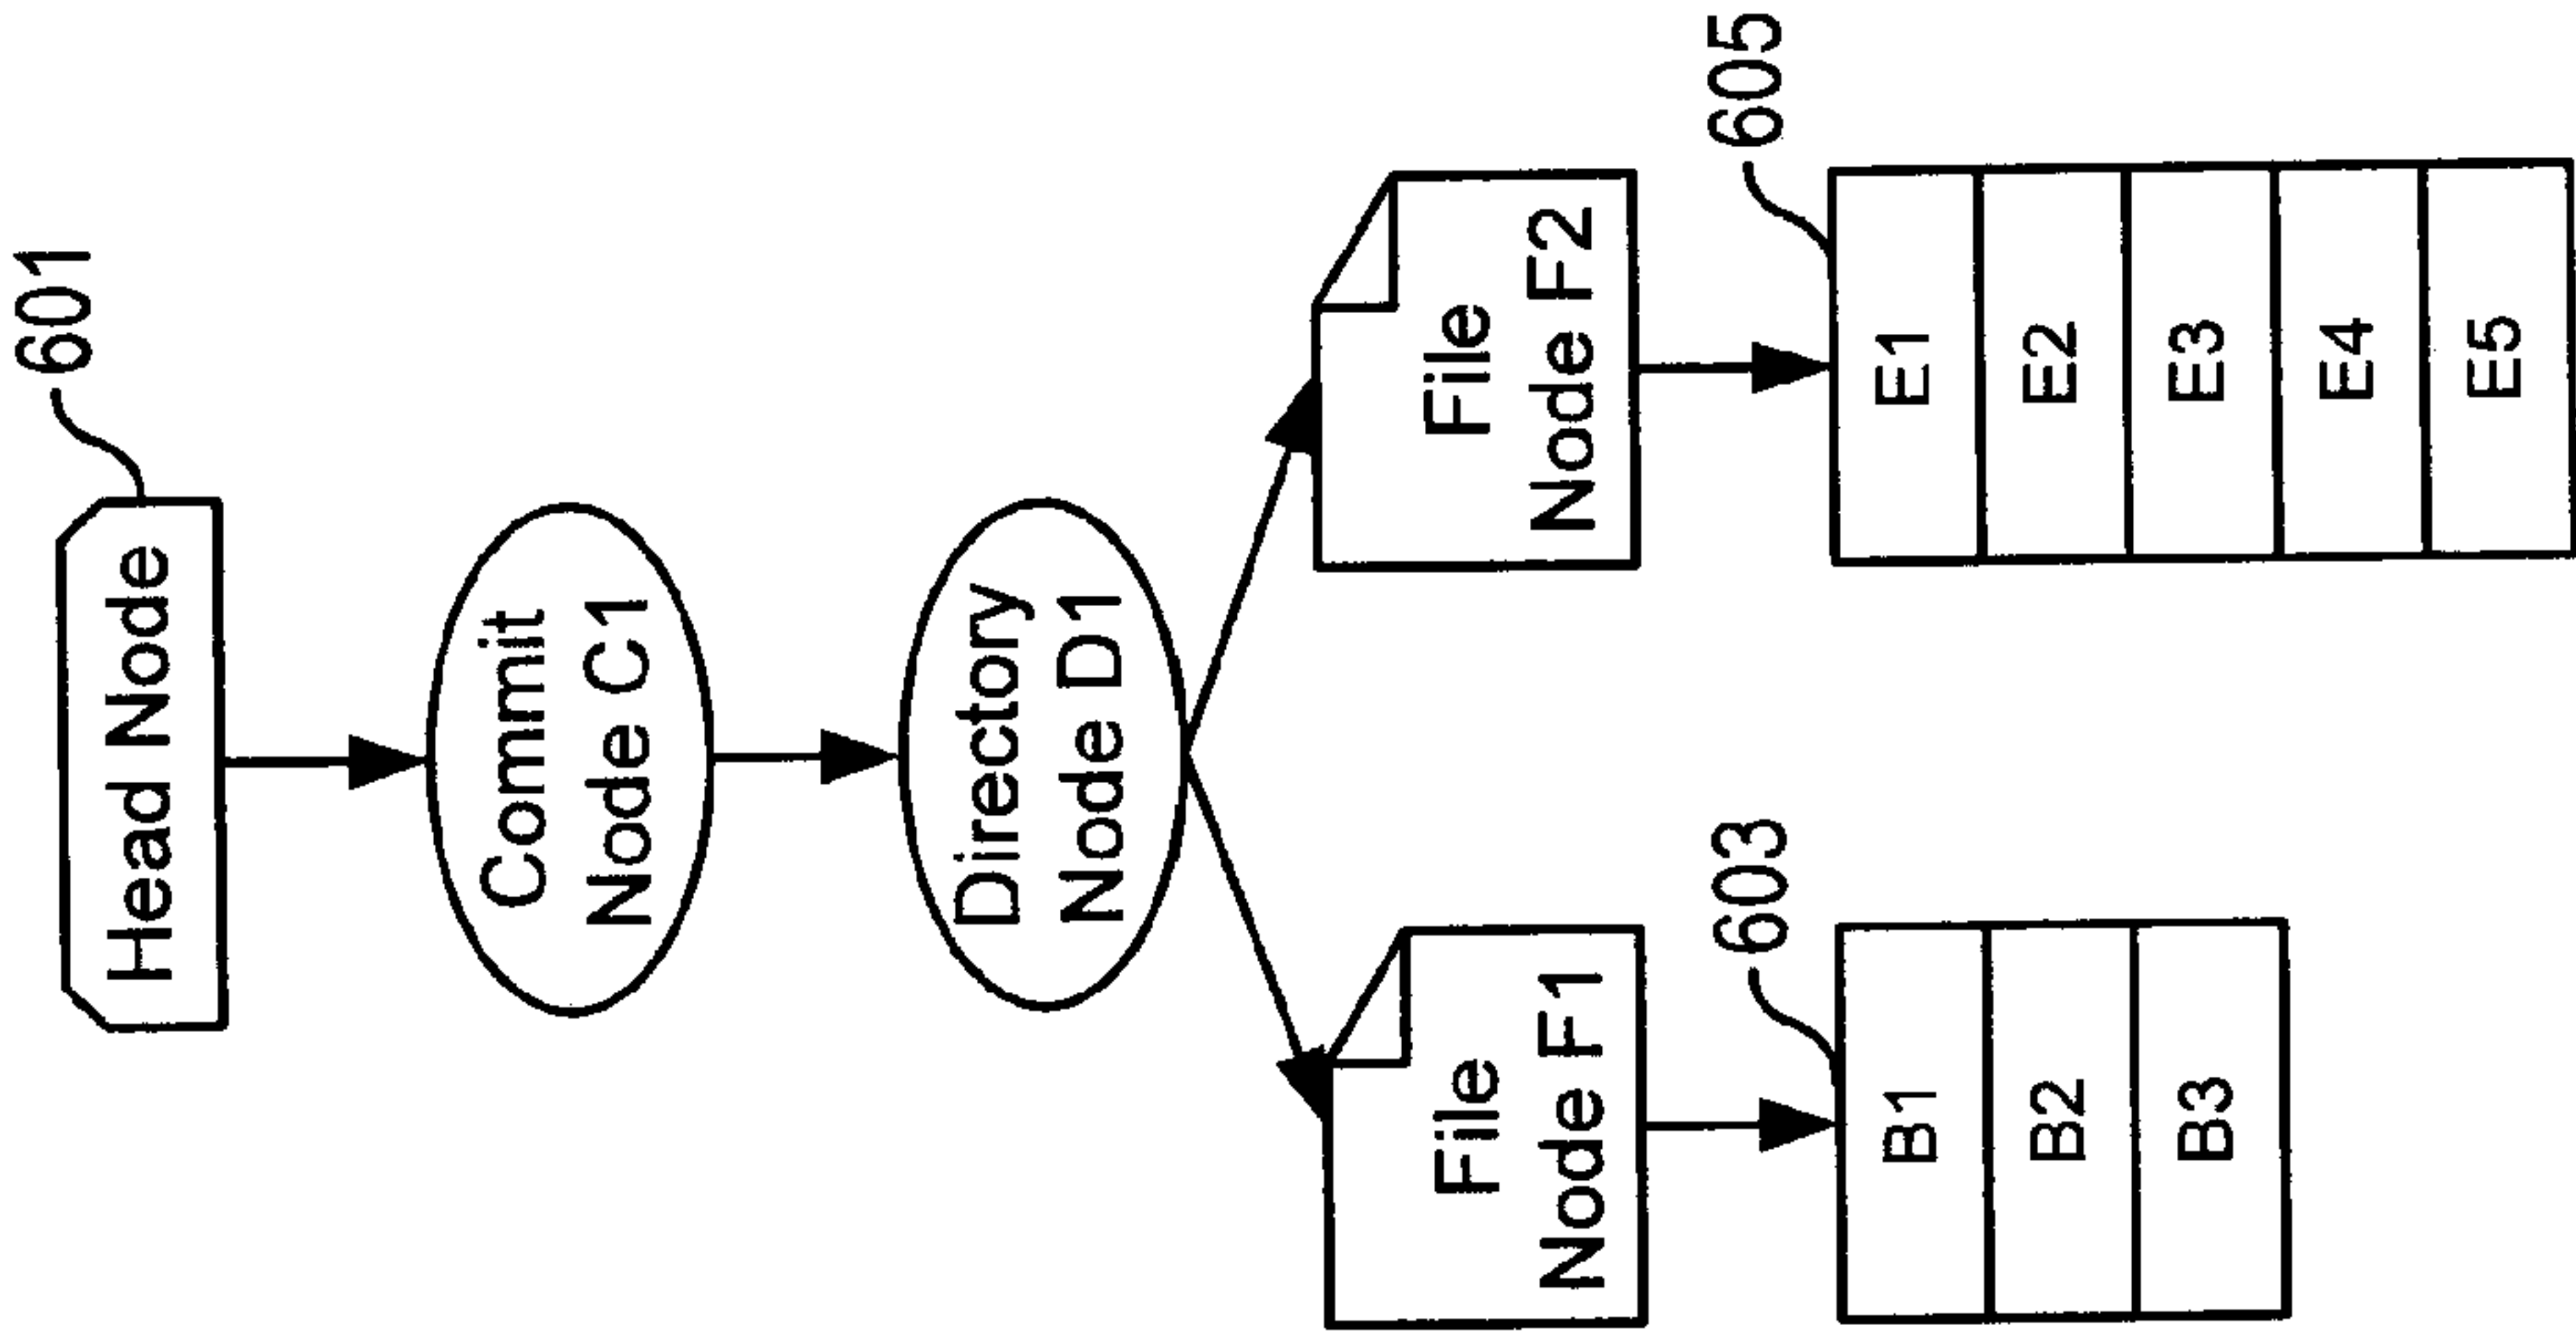 601
Head Node
Commit
Node C1
Directory
Node D1
File
Node F1
File
Node F2
603
B1
B2
B3
605
E1
E2
E3
E4
E5